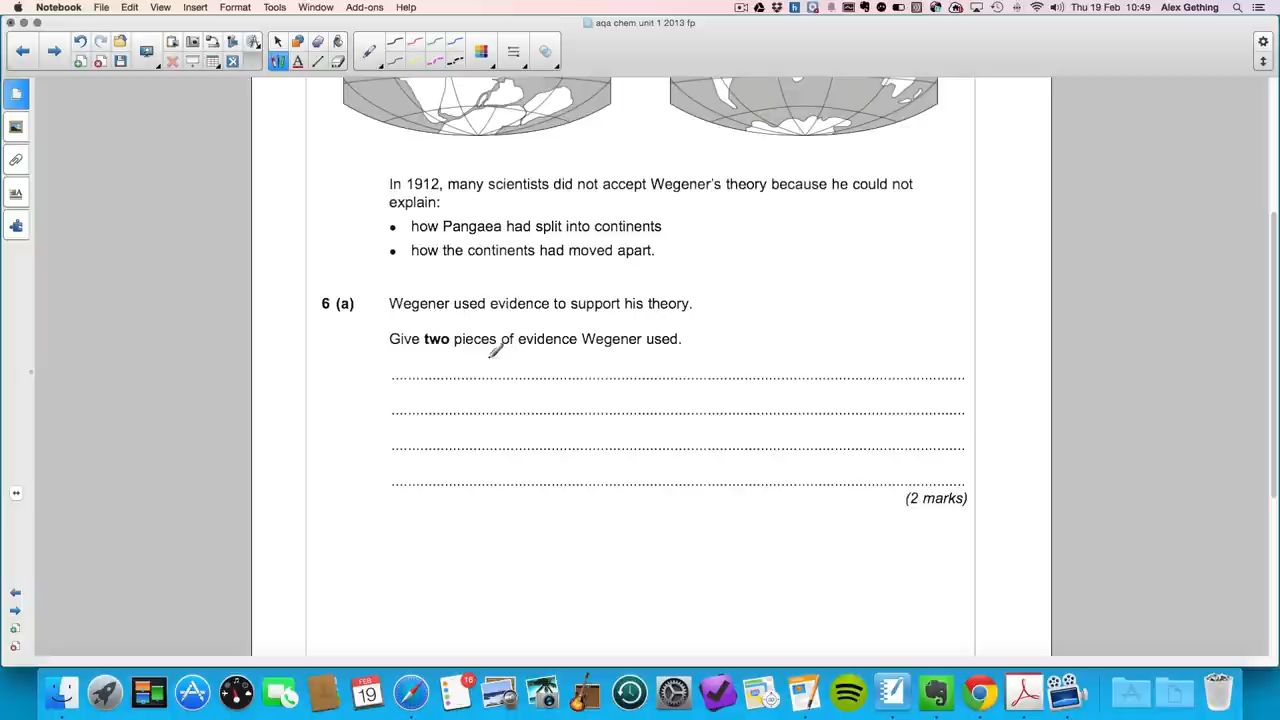 Notebook File Edit View Insert Format Tools Window Add-ons Help Thu 19 Feb 10:49 Alex Gething
aqa chem unit 1 2013 fp
In 1912, many scientists did not accept Wegener's theory because he could not
explain:
• how Pangaea had split into continents
• how the continents had moved apart.
6 (a) Wegener used evidence to support his theory.
Give two pieces of evidence Wegener used.
(2 marks)
FEB
19
16